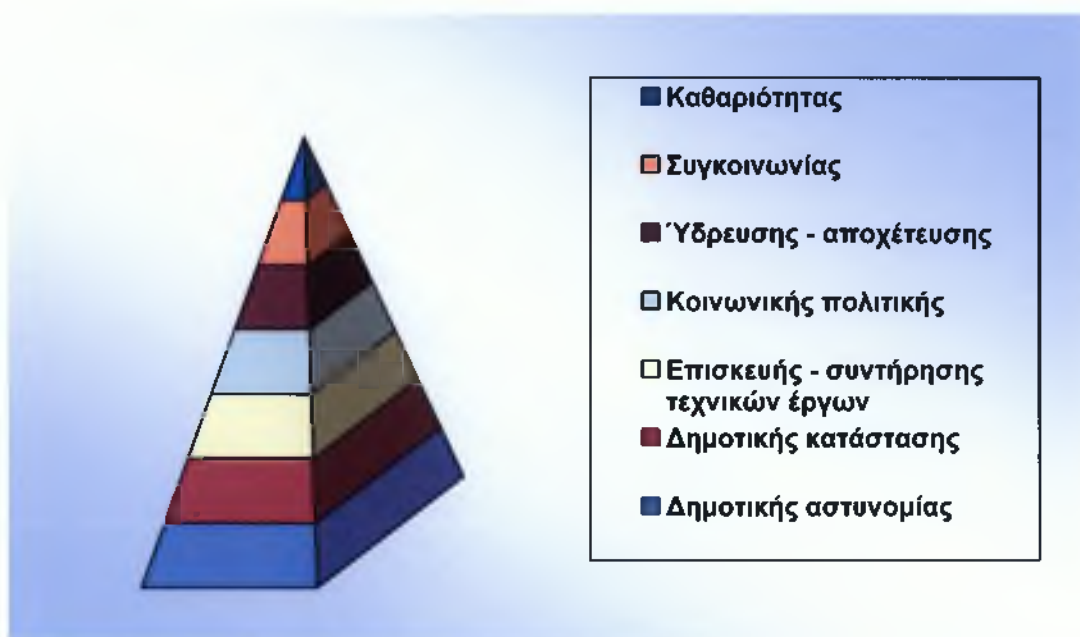 Καθαριότητας
Συγκοινωνίας
Ύδρευσης - αποχέτευσης
Κοινωνικής πολιτικής
Επισκευής - συντήρησης
τεχνικών έργων
Δημοτικής κατάστασης
Δημοτικής αστυνομίας